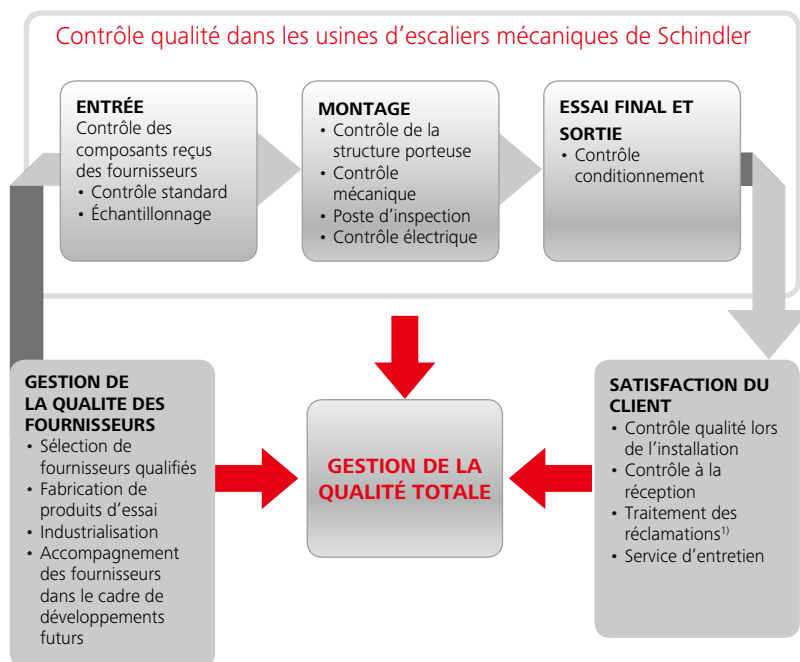 Contrôle qualité dans les usines d’escaliers mécaniques de Schindler
ENTRÉE
Contrôle des
composants reçus
des fournisseurs
• Contrôle standard
• Échantillonnage
MONTAGE
• Contrôle de la
structure porteuse
• Contrôle
mécanique
• Poste d’inspection
• Contrôle électrique
ESSAI FINAL ET
SORTIE
• Contrôle
conditionnement
GESTION DE
LA QUALITE DES
FOURNISSEURS
• Sélection de
fournisseurs qualifiés
• Fabrication de
produits d’essai
• Industrialisation
• Accompagnement
des fournisseurs
dans le cadre de
développements
futurs
GESTION DE LA
QUALITÉ TOTALE
SATISFACTION DU
CLIENT
• Contrôle qualité lors
de l’installation
• Contrôle à la
réception
• Traitement des
réclamations¹⁾
• Service d’entretien